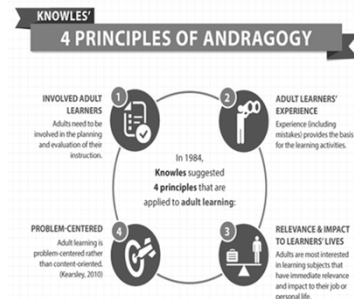 KNOWLES'
4 PRINCIPLES OF ANDRAGOGY
1
INVOLVED ADULT
LEARNERS
Adults need to be
involved in the planning
and evaluation of their
instruction.
2
ADULT LEARNERS'
EXPERIENCE
Experience (including
mistakes) provides the basis
for the learning activities.
In 1984,
Knowles suggested
4 principles that are
applied to adult learning:
4
PROBLEM-CENTERED
Adult learning is
problem-centered rather
than content-oriented.
(Kearsley, 2010)
3
RELEVANCE & IMPACT
TO LEARNERS' LIVES
Adults are most interested
in learning subjects that
have immediate relevance
and impact to their job or
personal life.